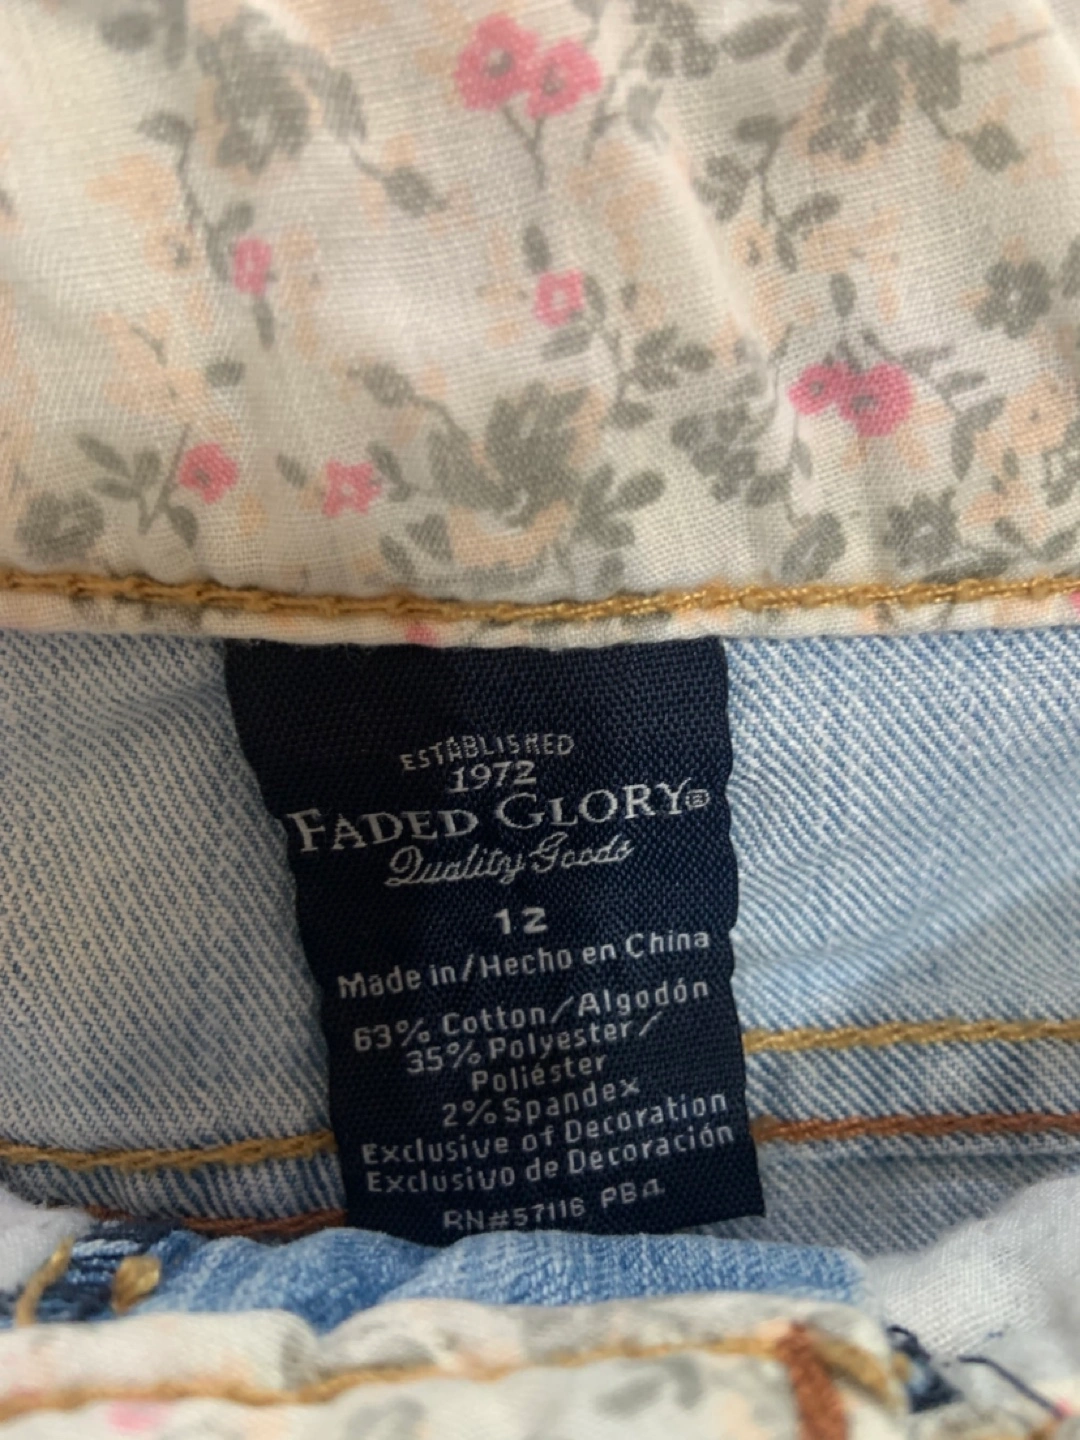 ESTABLISHED
1972
FADED GLORY®
Quality Goods
12
Made in/Hecho en China
63% Cotton/Algodón
35% Polyester/
Poliéster
2% Spandex
Exclusive of Decoration
Exclusivo de Decoración
RN#57116 PB4